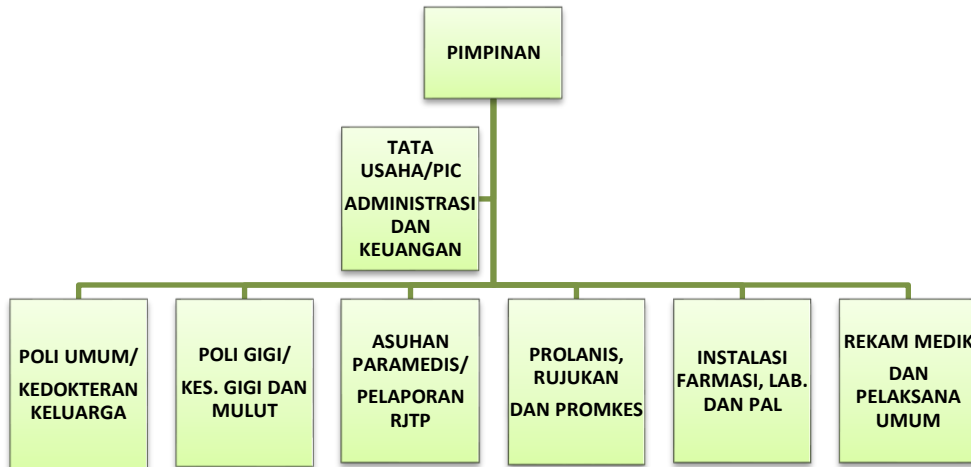 PIMPINAN
TATA
USAHA/PIC
ADMINISTRASI
DAN
KEUANGAN
POLI UMUM/
KEDOKTERAN
KELUARGA
POLI GIGI/
KES. GIGI DAN
MULUT
ASUHAN
PARAMEDIS/
PELAPORAN
RJTP
PROLANIS,
RUJUKAN
DAN PROMKES
INSTALASI
FARMASI, LAB.
DAN PAL
REKAM MEDIK
DAN
PELAKSANA
UMUM